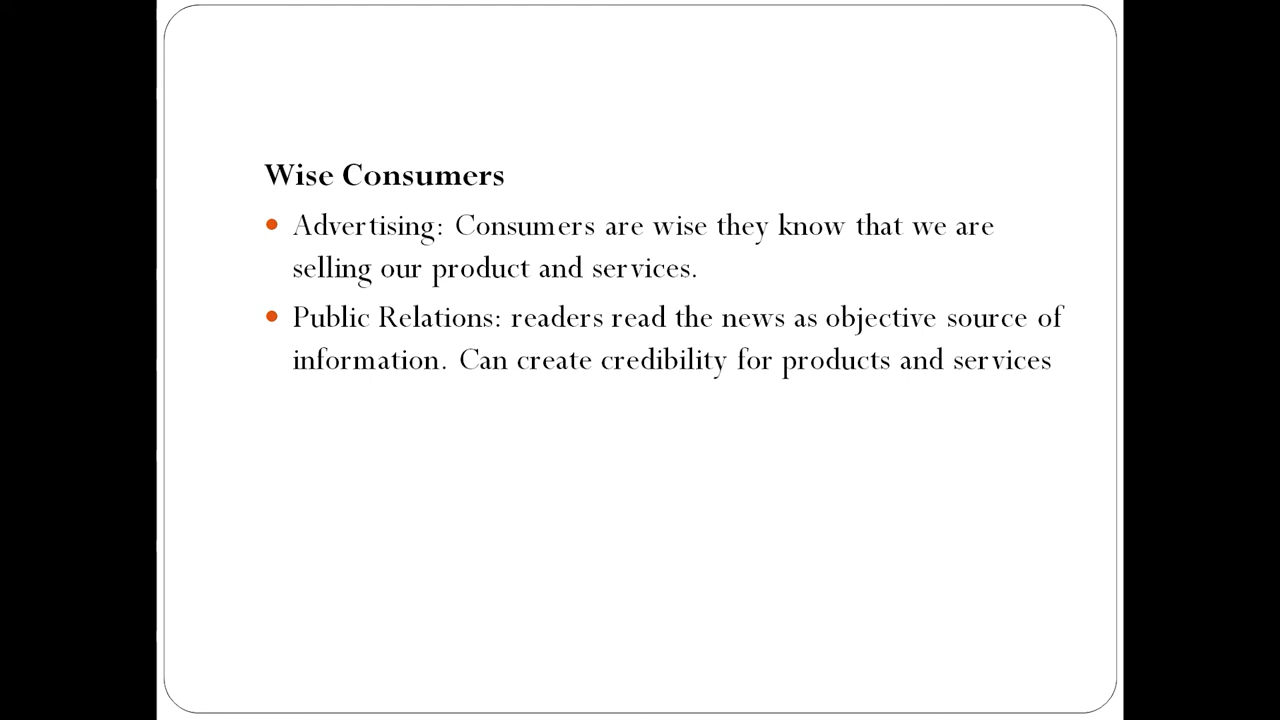 Wise Consumers
Advertising: Consumers are wise they know that we are
selling our product and services.
Public Relations: readers read the news as objective source of
information. Can create credibility for products and services